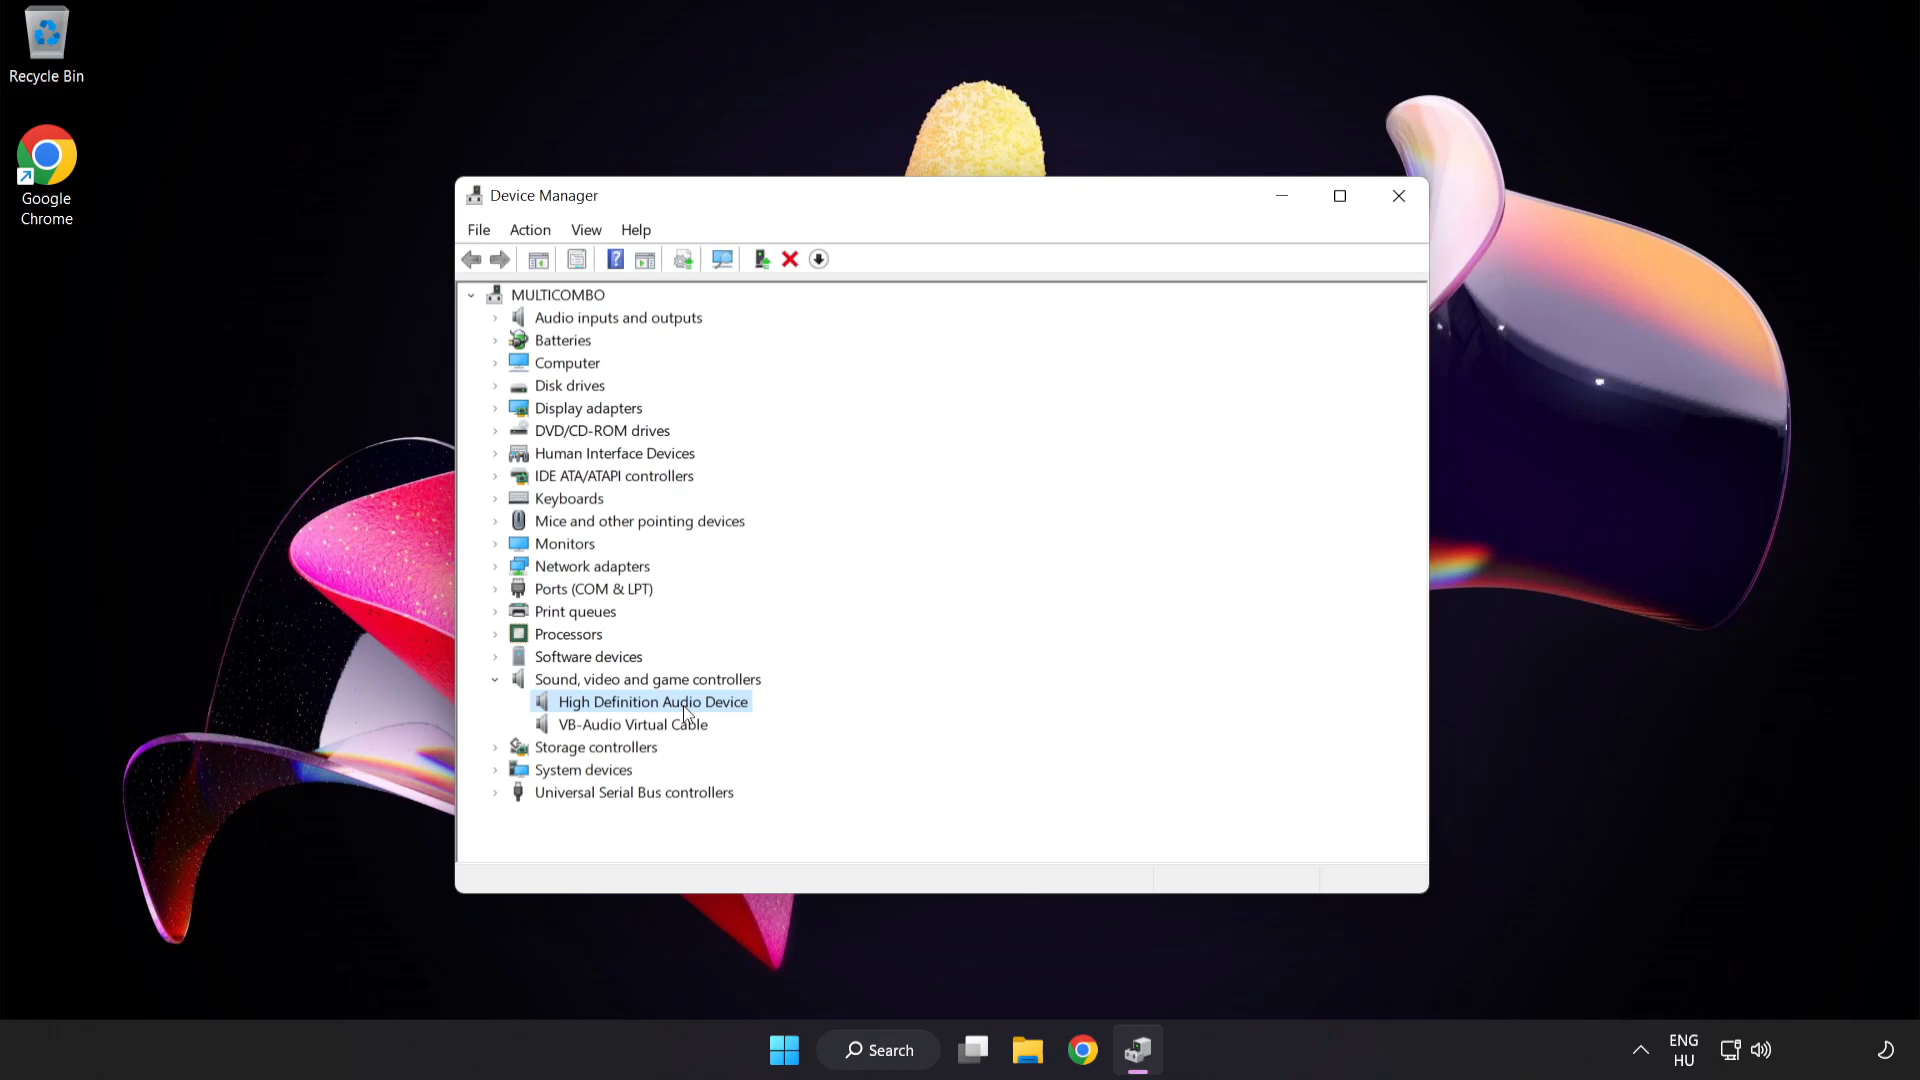 Recycle Bin
Google
Chrome
Device Manager
File Action View Help
MULTICOMBO
Audio inputs and outputs
Batteries
Computer
Disk drives
Display adapters
DVD/CD-ROM drives
Human Interface Devices
IDE ATA/ATAPI controllers
Keyboards
Mice and other pointing devices
Monitors
Network adapters
Ports (COM & LPT)
Print queues
Processors
Software devices
Sound, video and game controllers
High Definition Audio Device
VB-Audio Virtual Cable
Storage controllers
System devices
Universal Serial Bus controllers
Search
ENG
HU